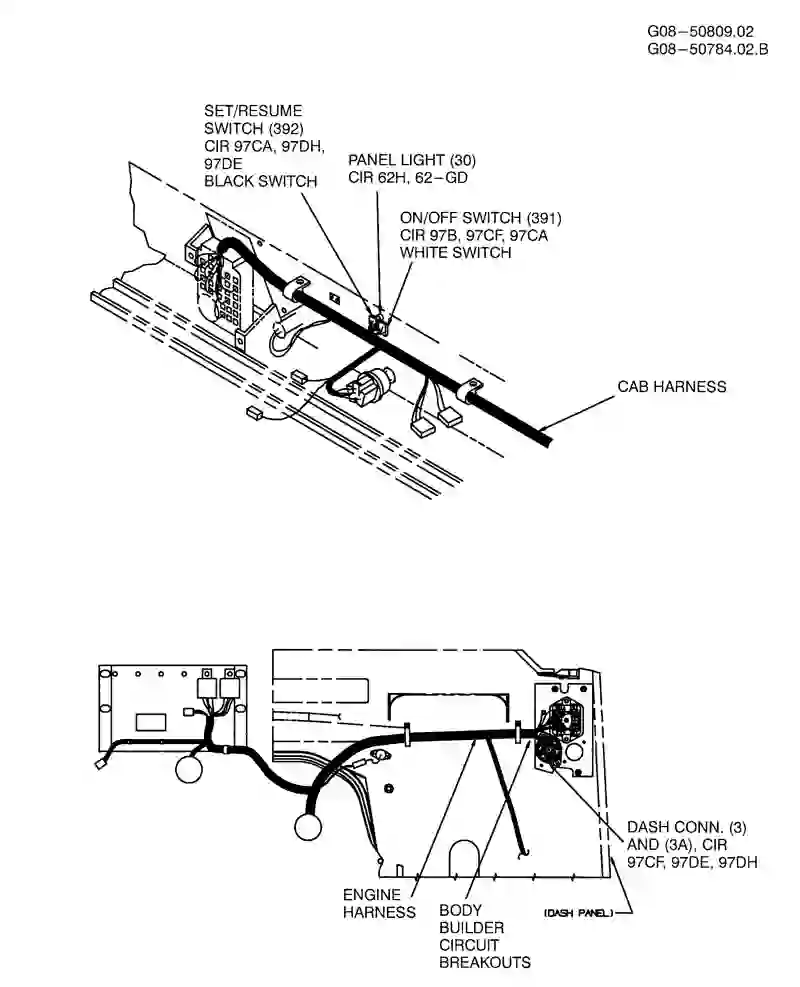 G08-50809.02
G08-50784.02.B
SET/RESUME
SWITCH (392)
CIR 97CA, 97DH,
97DE
BLACK SWITCH
PANEL LIGHT (30)
CIR 62H, 62-GD
ON/OFF SWITCH (391)
CIR 97B, 97CF, 97CA
WHITE SWITCH
CAB HARNESS
DASH CONN. (3)
AND (3A), CIR
97CF, 97DE, 97DH
ENGINE
HARNESS
BODY
BUILDER
CIRCUIT
BREAKOUTS
(DASH PANEL)